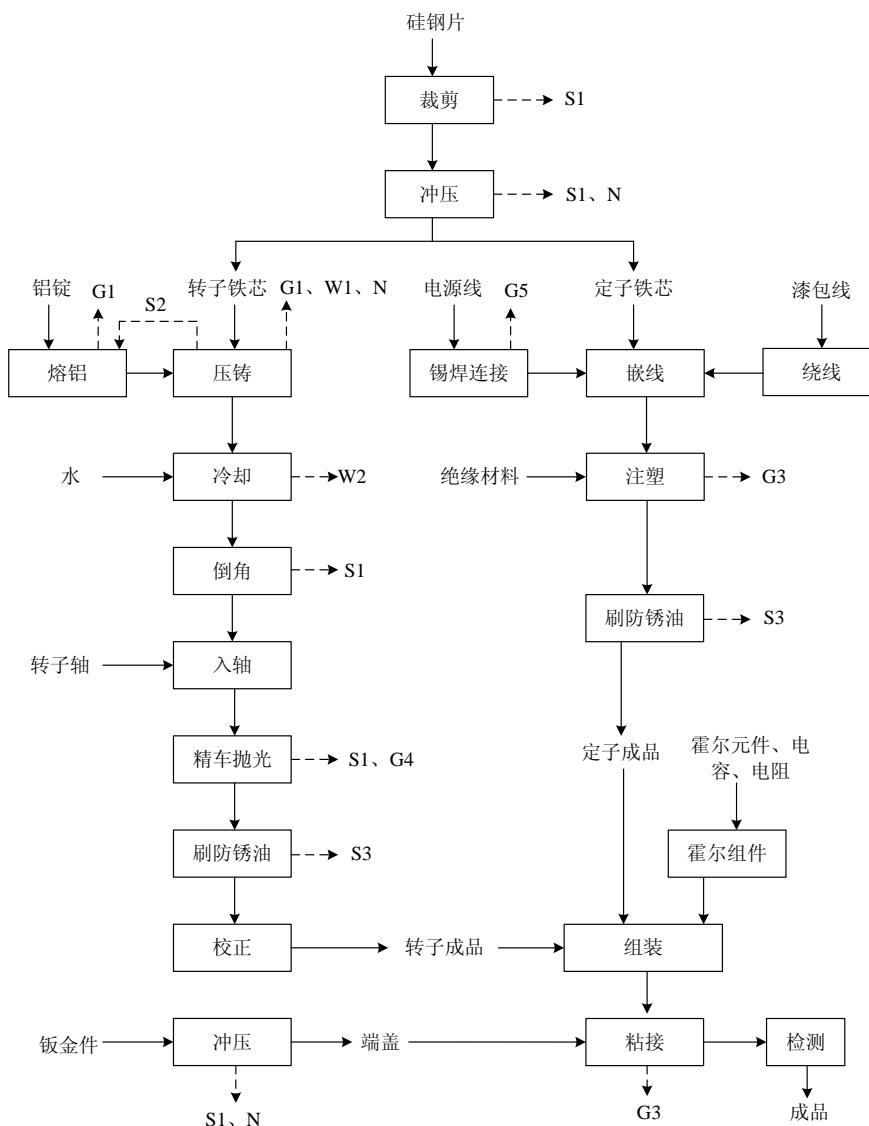 硅钢片
裁剪
S1
冲压
S1、N
铝锭
G1
S2
转子铁芯
G1、W1、N
电源线
G5
定子铁芯
漆包线
熔铝
压铸
锡焊连接
嵌线
绕线
水
冷却
W2
绝缘材料
注塑
G3
倒角
S1
刷防锈油
S3
转子轴
入轴
精车抛光
S1、G4
定子成品
霍尔元件、电
容、电阻
刷防锈油
S3
霍尔组件
校正
转子成品
组装
钣金件
冲压
端盖
粘接
检测
S1、N
G3
成品